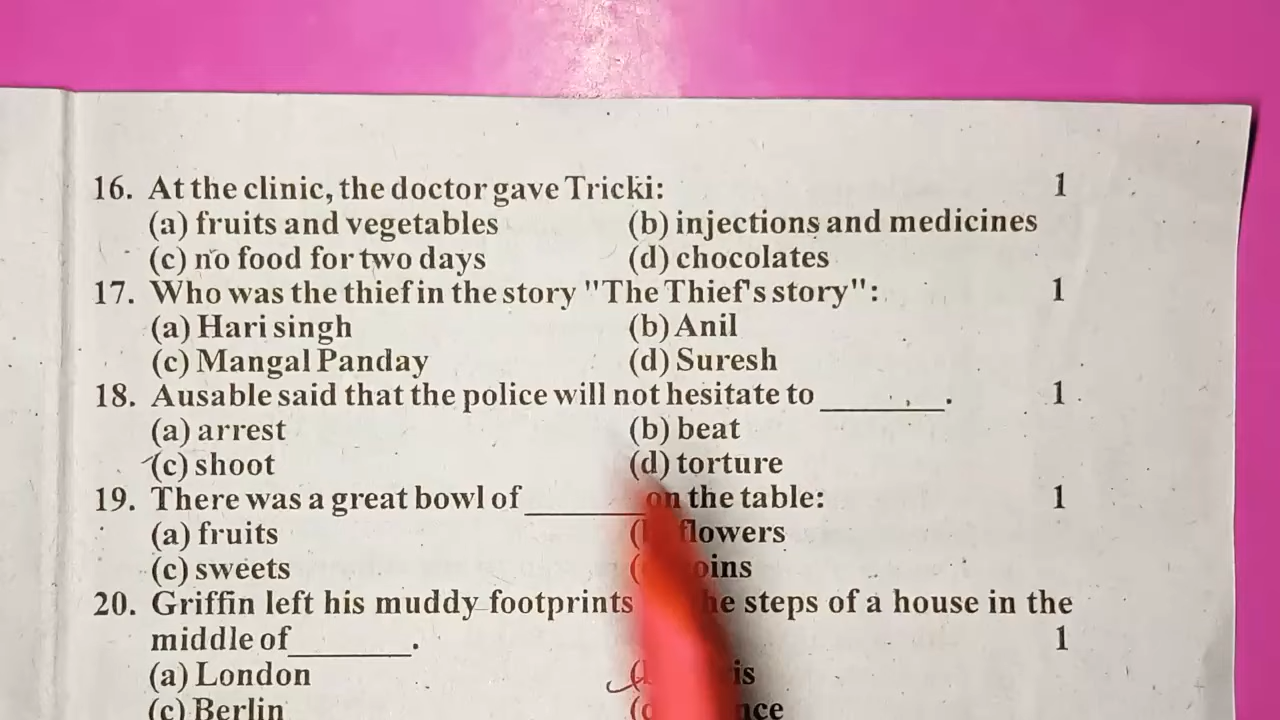 16. At the clinic, the doctor gave Tricki: 1
(a) fruits and vegetables (b) injections and medicines
(c) no food for two days (d) chocolates
17. Who was the thief in the story "The Thief's story": 1
(a) Hari singh (b) Anil
(c) Mangal Panday (d) Suresh
18. Ausable said that the police will not hesitate to ________. 1
(a) arrest (b) beat
(c) shoot (d) torture
19. There was a great bowl of ________ on the table: 1
(a) fruits flowers
(c) sweets
20. Griffin left his muddy footprints steps of a house in the
middle of ________. 1
(a) London
(c) Berlin